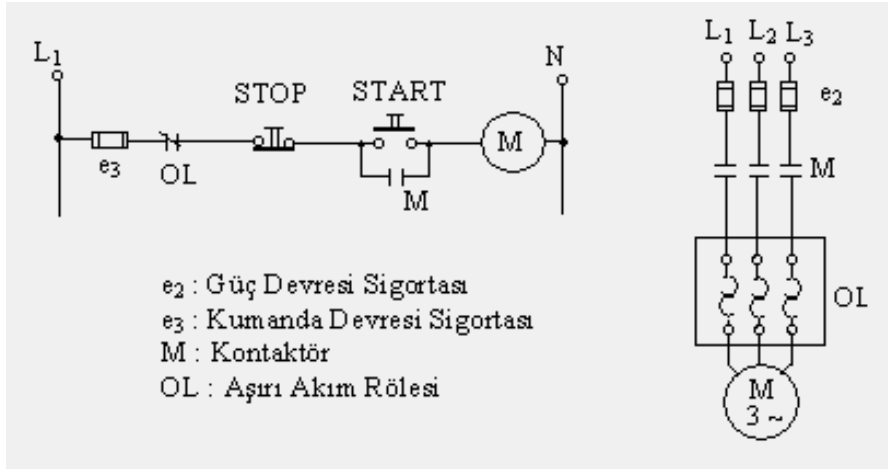 L1
N
STOP
START
M
e3
OL
M
L1 L2 L3
e2
M
OL
M
3 ~
e2 : Güç Devresi Sigortası
e3 : Kumanda Devresi Sigortası
M : Kontaktör
OL : Aşırı Akım Rölesi